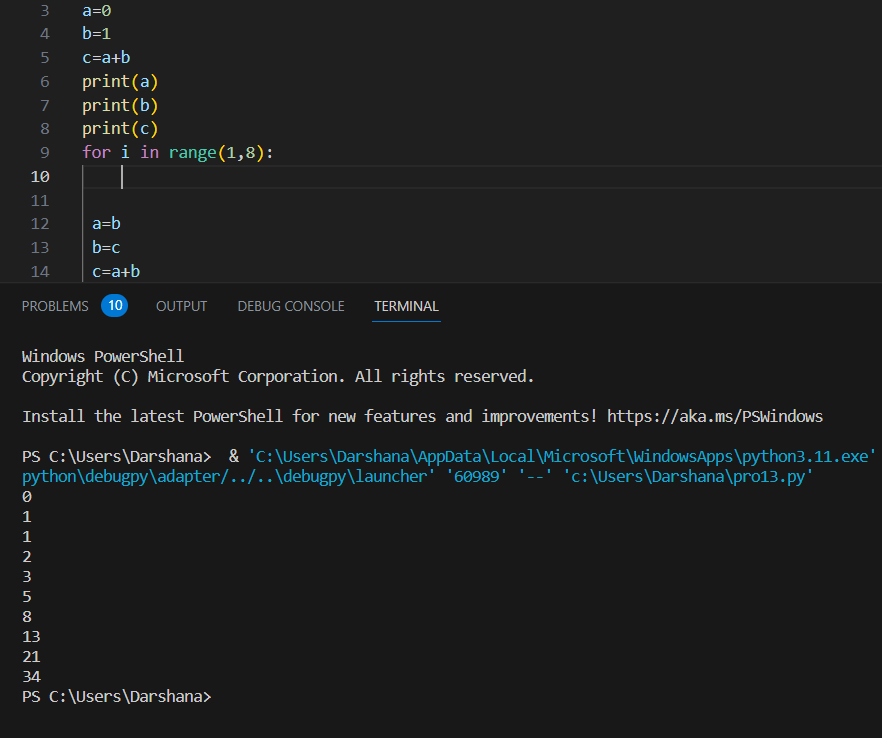 3 a=0
4 b=1
5 c=a+b
6 print(a)
7 print(b)
8 print(c)
9 for i in range(1,8):
10
11
12 a=b
13 b=c
14 c=a+b
PROBLEMS 10 OUTPUT DEBUG CONSOLE TERMINAL
Windows PowerShell
Copyright (C) Microsoft Corporation. All rights reserved.
Install the latest PowerShell for new features and improvements! https://aka.ms/PSWindows
PS C:\Users\Darshana>  & 'C:\Users\Darshana\AppData\Local\Microsoft\WindowsApps\python3.11.exe'
python\debugpy\adapter/../..\debugpy\launcher' '60989' '--' 'c:\Users\Darshana\pro13.py'
0
1
1
2
3
5
8
13
21
34
PS C:\Users\Darshana>